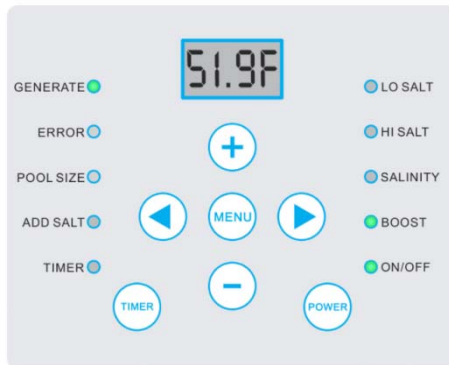 51.9F
GENERATE
LO SALT
ERROR
HI SALT
POOL SIZE
SALINITY
ADD SALT
MENU
BOOST
TIMER
ON/OFF
TIMER
POWER